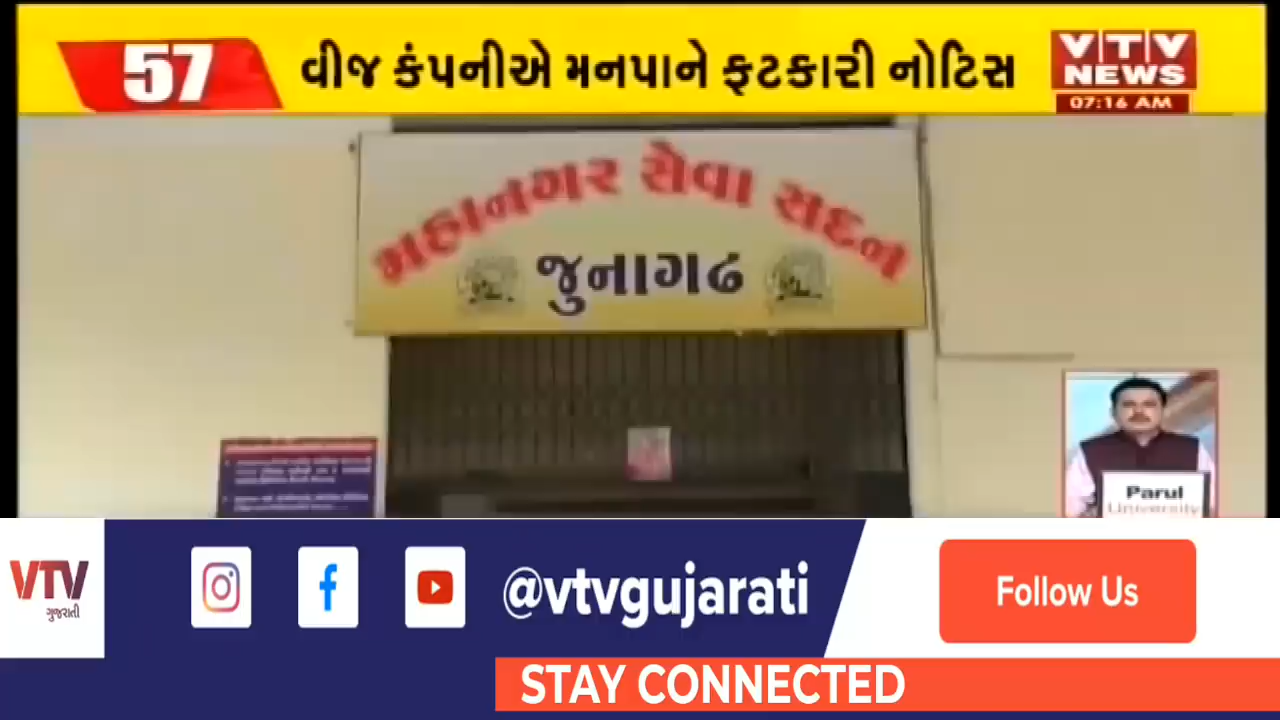 57
વીજ કંપનીએ મનપાને ફટકારી નોટિસ
VTV
NEWS
07:16 AM
મહાનગર સેવા સદન
જુનાગઢ
Parul
University
VTV
ગુજરાતી
@vtvgujarati
Follow Us
STAY CONNECTED